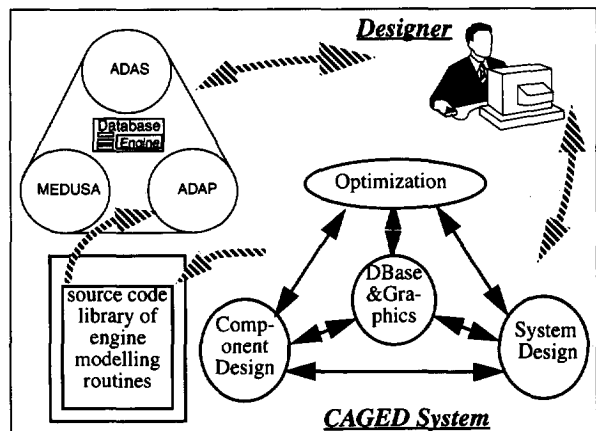 Designer
ADAS
Database
Engine
MEDUSA
ADAP
Optimization
DBase
&Gra-
phics
source code
library of
engine
modelling
routines
Comp-
onent
Design
System
Design
CAGED System